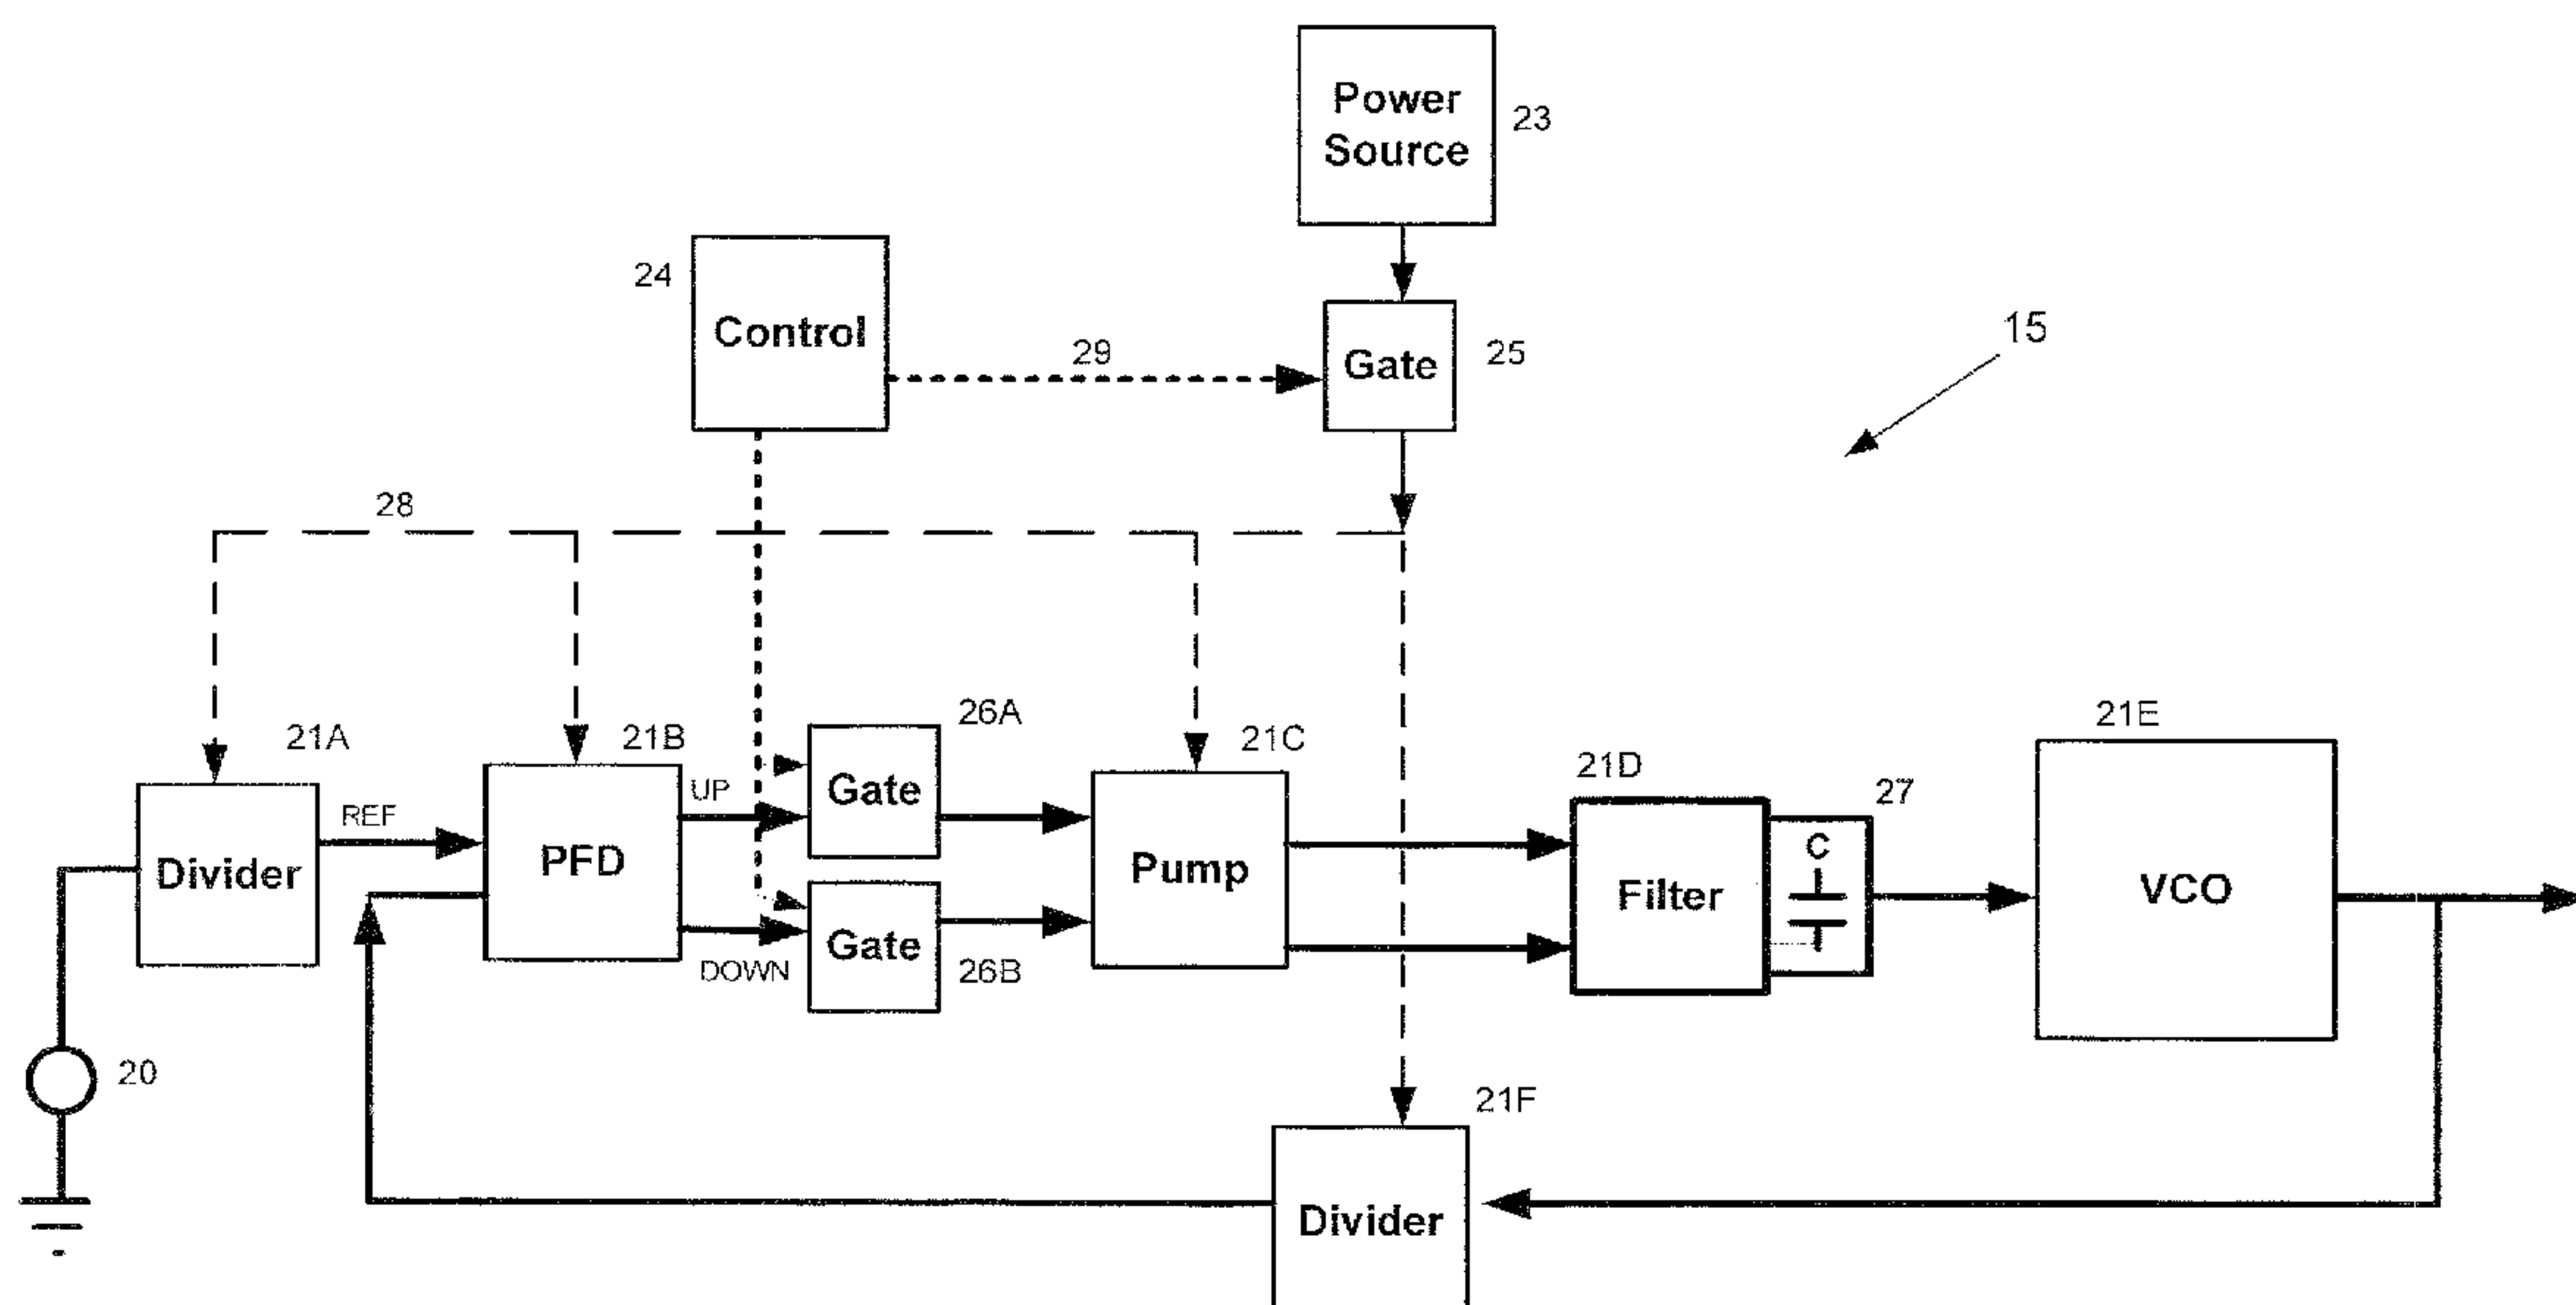 Power
Source
23
24
Control
29
Gate
25
15
28
21A
Divider
REF
21B
PFD
UP
DOWN
26A
Gate
Gate
26B
21C
Pump
21D
Filter
27
C
21E
VCO
20
21F
Divider